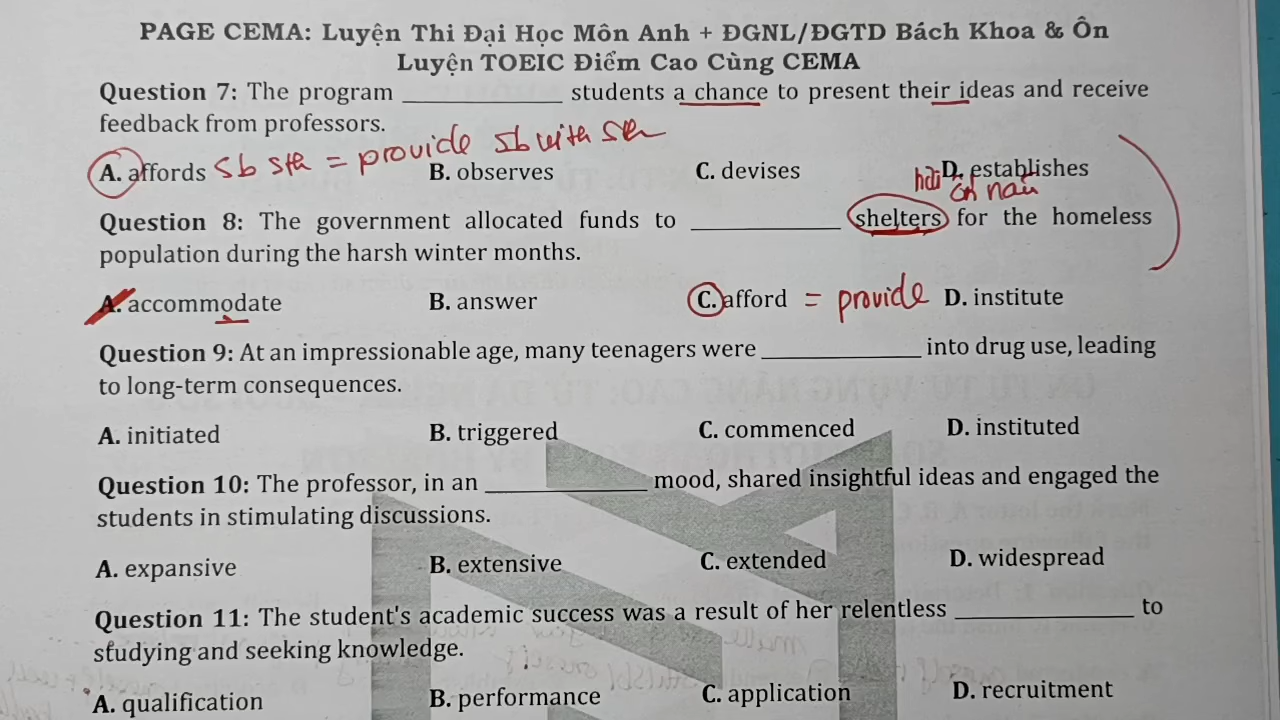 PAGE CEMA: Luyện Thi Đại Học Môn Anh + ĐGNL/ĐGTD Bách Khoa & Ôn
Luyện TOEIC Điểm Cao Cùng CEMA
Question 7: The program ____________ students a chance to present their ideas and receive
feedback from professors.
A. affords sb sth = provide sb with sth
B. observes
C. devises
D. establishes
Question 8: The government allocated funds to ____________ shelters for the homeless
population during the harsh winter months.
A. accommodate
B. answer
C. afford = provide
D. institute
Question 9: At an impressionable age, many teenagers were ____________ into drug use, leading
to long-term consequences.
A. initiated
B. triggered
C. commenced
D. instituted
Question 10: The professor, in an ____________ mood, shared insightful ideas and engaged the
students in stimulating discussions.
A. expansive
B. extensive
C. extended
D. widespread
Question 11: The student's academic success was a result of her relentless ____________ to
studying and seeking knowledge.
A. qualification
B. performance
C. application
D. recruitment